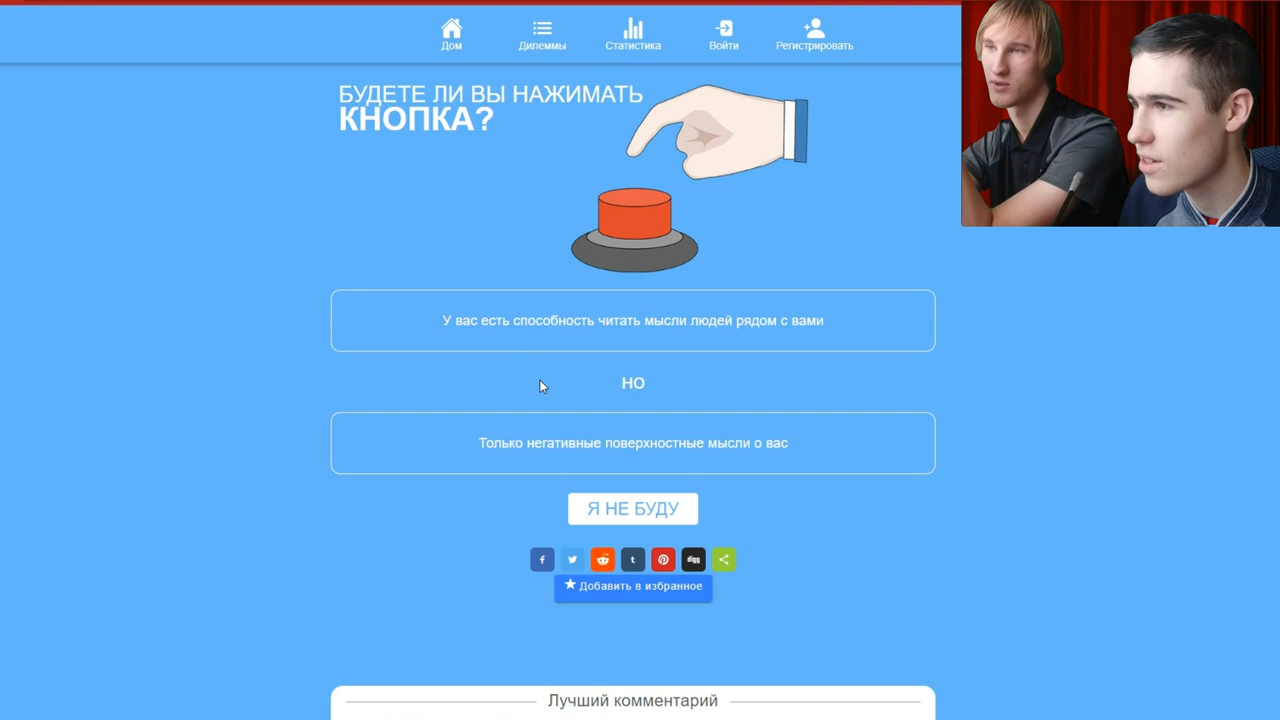 Дом
Дилеммы
Статистика
Войти
Регистрировать
БУДЕТЕ ЛИ ВЫ НАЖИМАТЬ
КНОПКА?
У вас есть способность читать мысли людей рядом с вами
НО
Только негативные поверхностные мысли о вас
Я НЕ БУДУ
digg
Добавить в избранное
Лучший комментарий